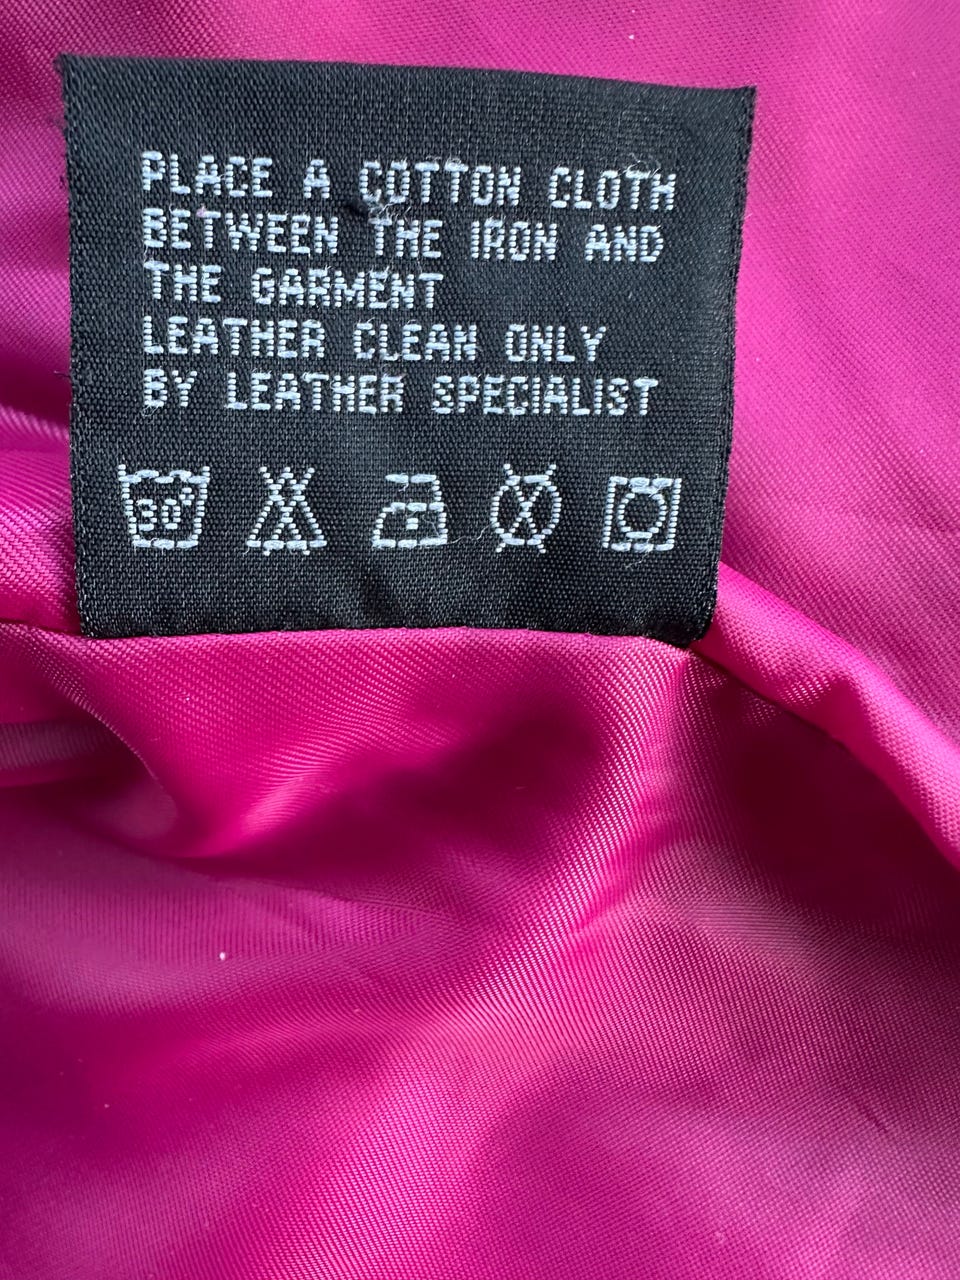 PLACE A COTTON CLOTH
BETWEEN THE IRON AND
THE GARMENT
LEATHER CLEAN ONLY
BY LEATHER SPECIALIST
30°